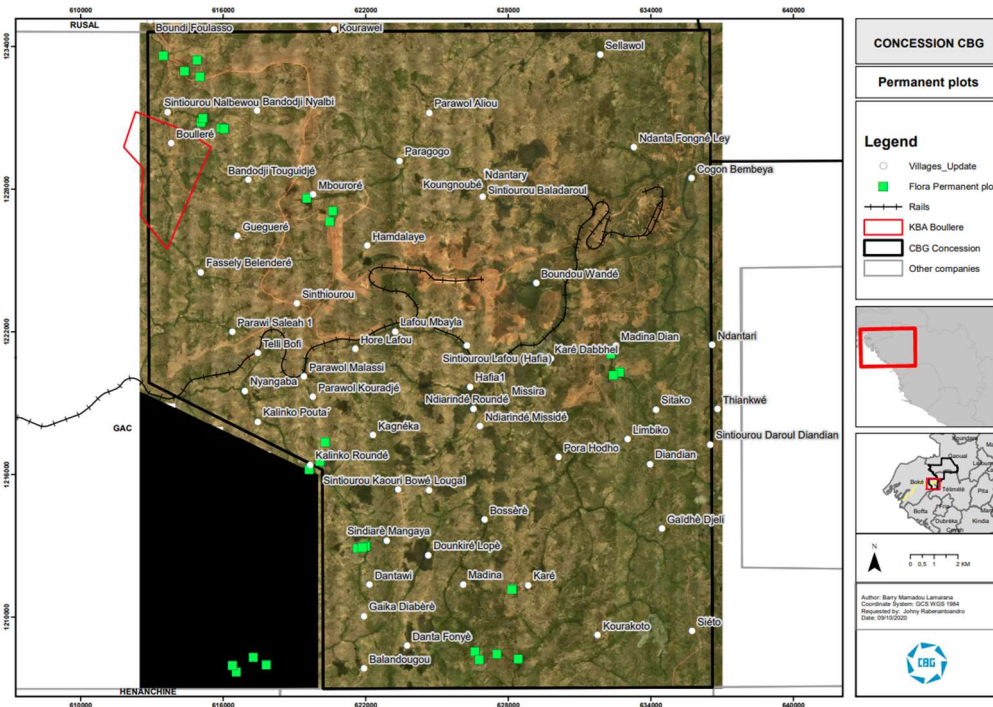 610000 616000 622000 628000 634000 640000
RUSAL
1234000
1228000
1222000
1216000
1210000
Boundi Foulasso
Kourawel
Sellawol
Sintiourou Nalbewou
Bandodji Nyalbi
Parawol Aliou
Boulleré
Ndanta Fongné Ley
Paragogo
Cogon Bembeya
Bandodji Touguidjé
Mbouroré
Koungnoubé
Ndantary
Sintiourou Baladaroul
Guegueré
Hamdalaye
Fassely Belenderé
Boundou Wandé
Sinthiourou
Parawi Saleah 1
Lafou Mbayla
Telli Bofi
Hore Lafou
Sintiourou Lafou (Hafia)
Karé Dabbhel
Madina Dian
Ndantari
Parawol Malassi
Nyangaba
Parawol Kouradjé
Hafia1
Missira
Ndiarindé Roundé
Sitako
Thiankwé
Kalinko Pouta
GAC
Kagnéka
Ndiarindé Missidé
Limbiko
Sintiourou Daroul Diandian
Kalinko Roundé
Pora Hodho
Diandian
Sintiourou Kaouri Bowé Lougal
Bossèrè
Gaïdhè Djeli
Sindiarè Mangaya
Dounkiré Lopè
Dantawi
Madina
Karé
Gaika Diabèrè
Kourakoto
Siéto
Danta Fonyè
Balandougou
HENANCHINE
610000 616000 622000 628000 634000 640000
CONCESSION CBG
Permanent plots
Legend
Villages_Update
Flora Permanent plo
Rails
KBA Boullere
CBG Concession
Other companies
Koundara
Gaoual
Boké
Télimélé
Pita
Boffa
Fria
Dubréka
Kindia
N
0 0,5 1 2 KM
Author: Barry Mamadou Lamarana
Coordinate System: GCS WGS 1984
Requested by: Johny Rabenantoandro
Date: 09/10/2020
CBG